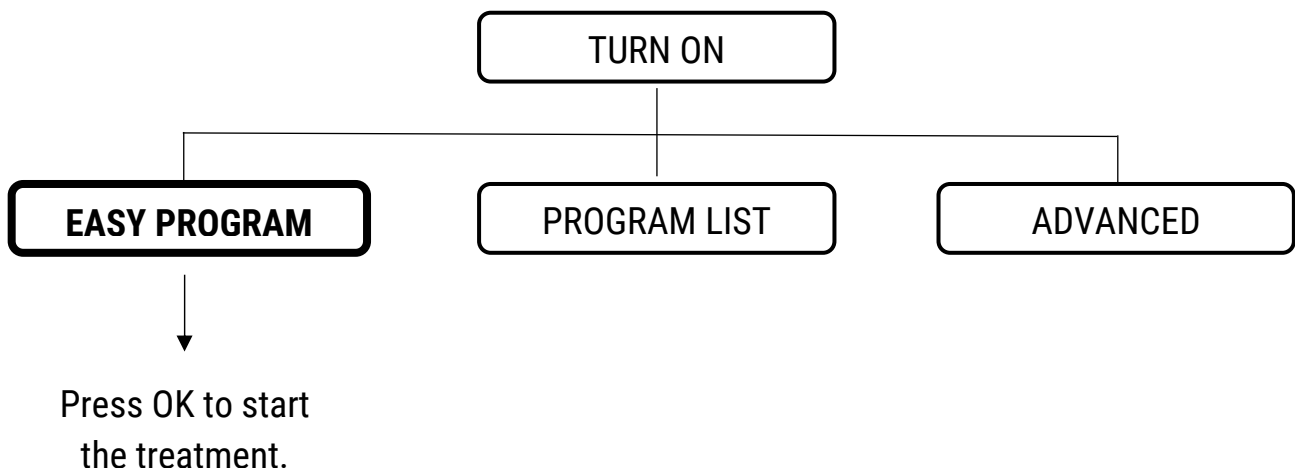 TURN ON
EASY PROGRAM
PROGRAM LIST
ADVANCED
Press OK to start
the treatment.